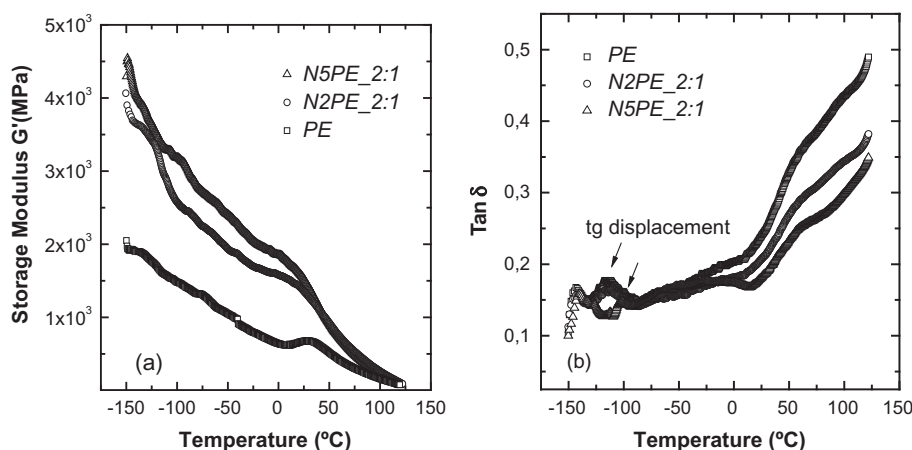 5x10³
4x10³
3x10³
2x10³
1x10³
Storage Modulus G'(MPa)
N5PE_2:1
N2PE_2:1
PE
(a)
-150 -100 -50 0 50 100 150
Temperature (ºC)
0,5
0,4
0,3
0,2
0,1
Tan δ
PE
N2PE_2:1
N5PE_2:1
tg displacement
(b)
-150 -100 -50 0 50 100 150
Temperature (ºC)